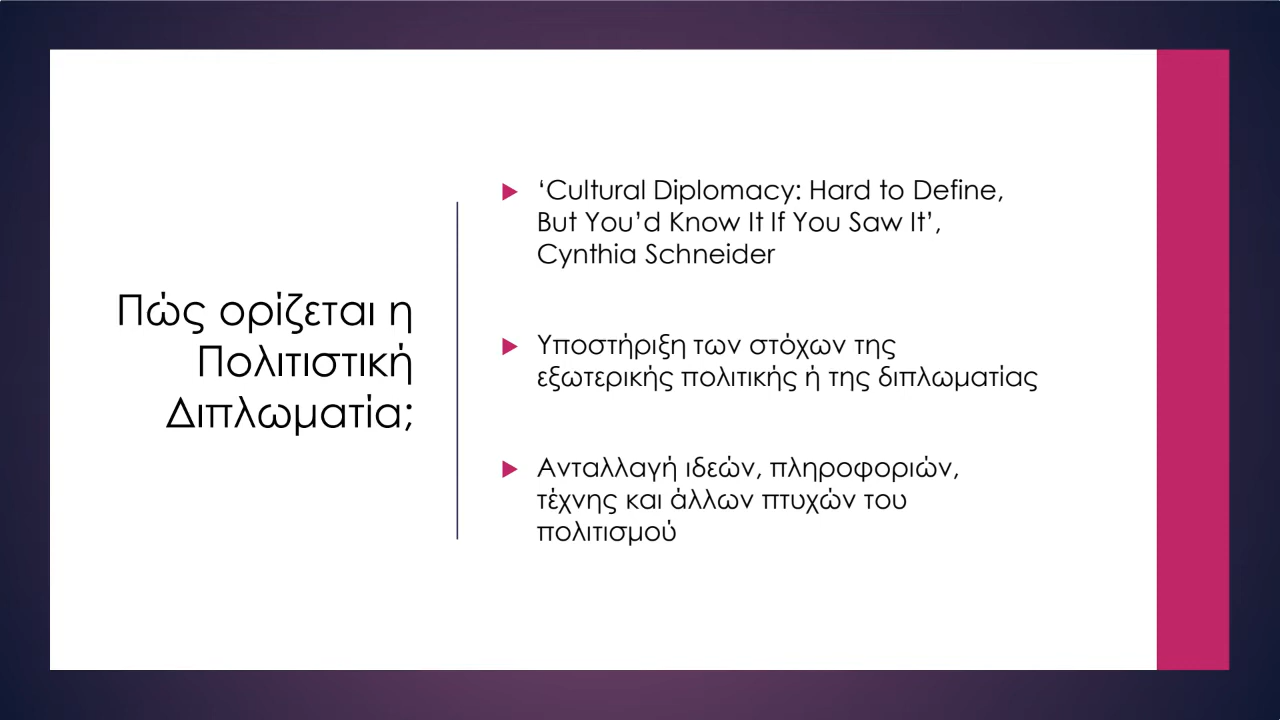 Πώς ορίζεται η
Πολιτιστική
Διπλωματία;
‘Cultural Diplomacy: Hard to Define,
But You’d Know It If You Saw It’,
Cynthia Schneider
Υποστήριξη των στόχων της
εξωτερικής πολιτικής ή της διπλωματίας
Ανταλλαγή ιδεών, πληροφοριών,
τέχνης και άλλων πτυχών του
πολιτισμού